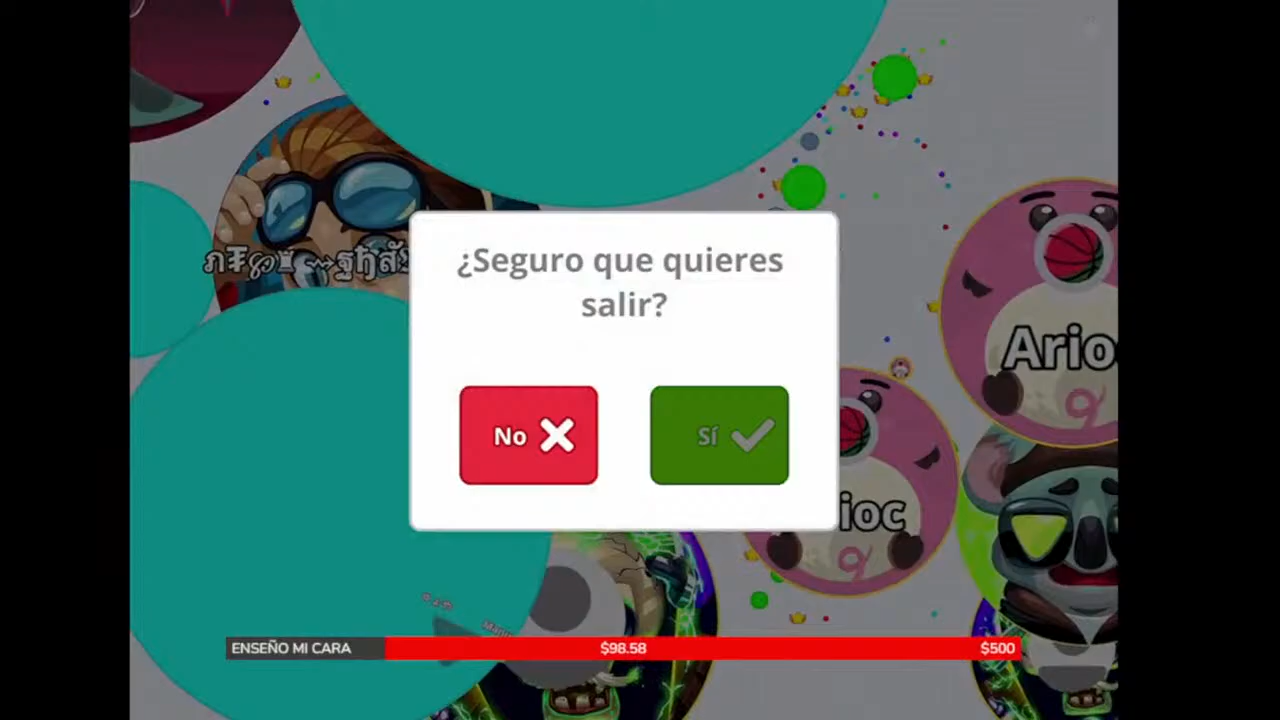 ¿Seguro que quieres
salir?
Ario
No
Sí
ioc
ENSEÑO MI CARA
$98.58
$500